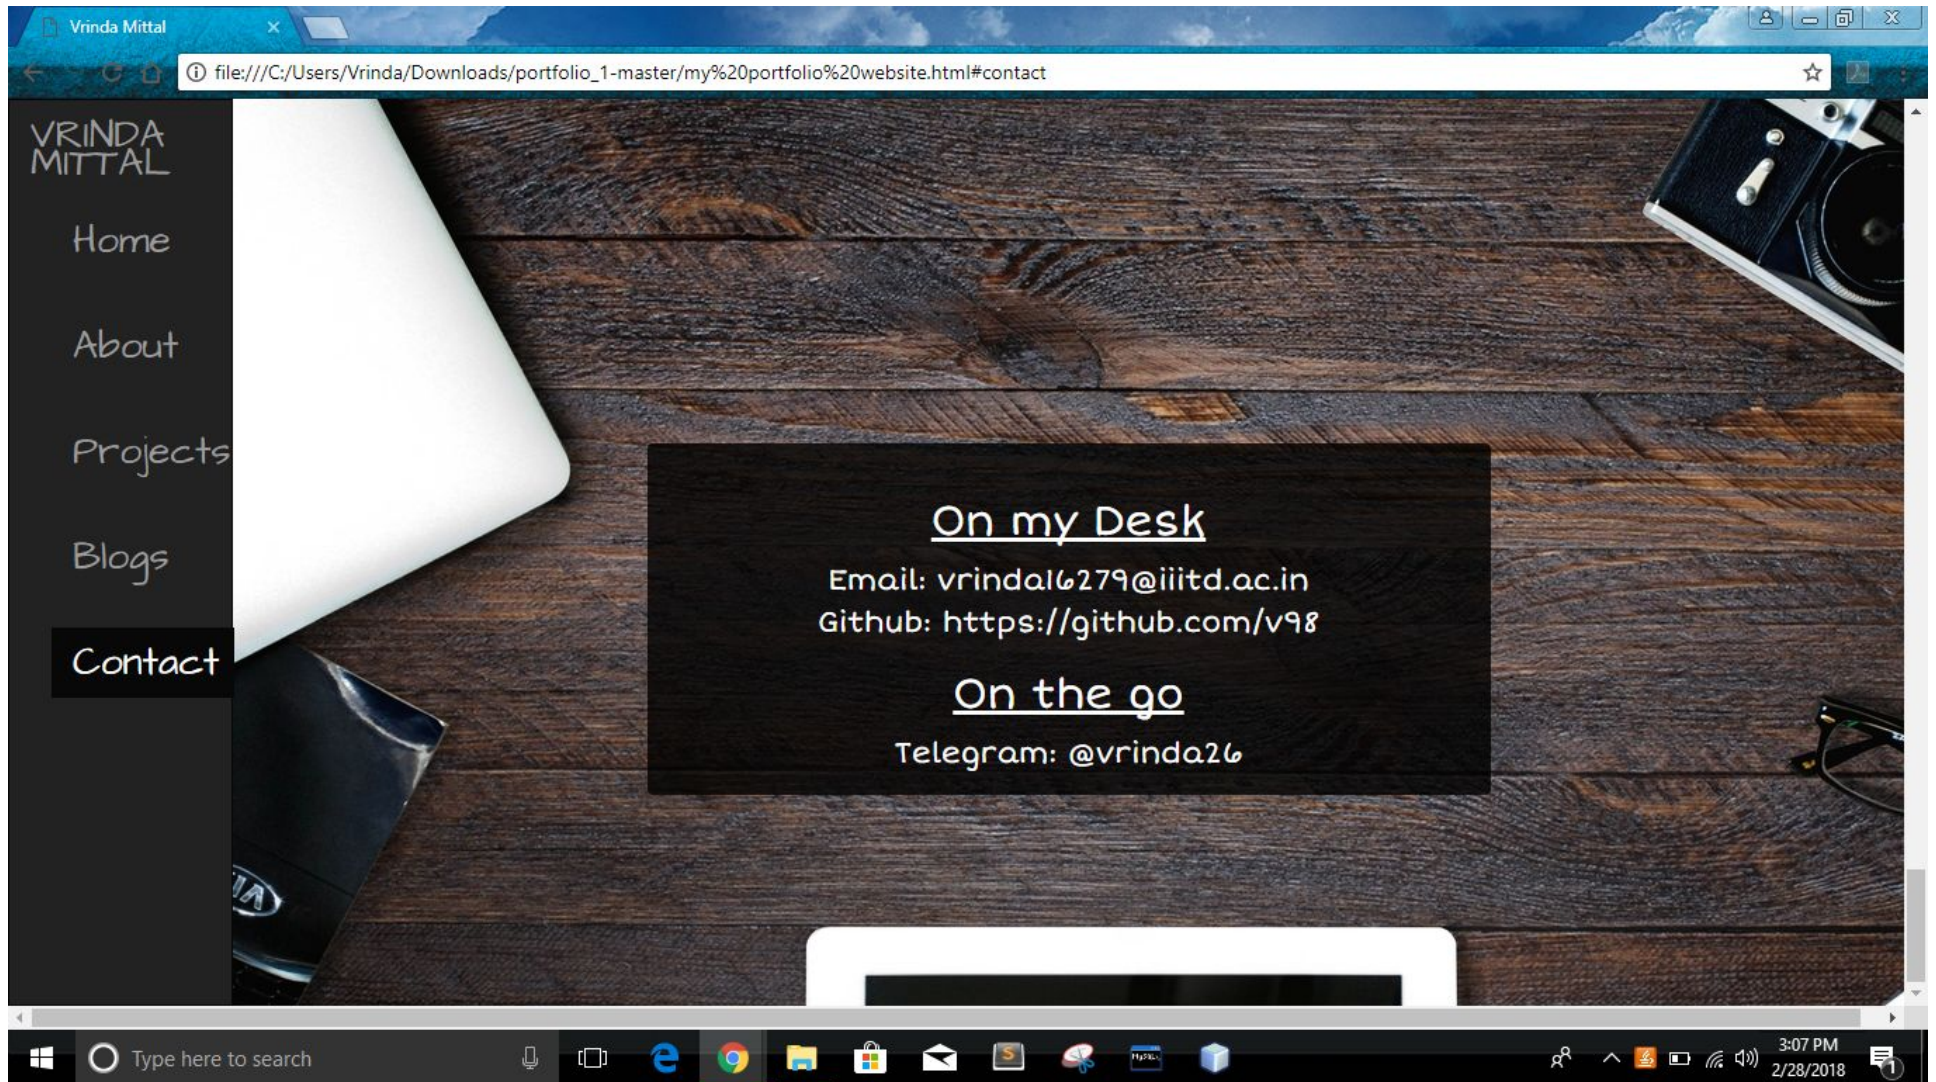 Vrinda Mittal
file:///C:/Users/Vrinda/Downloads/portfolio_1-master/my%20portfolio%20website.html#contact
VRINDA
MITTAL
Home
About
Projects
Blogs
Contact
On my Desk
Email: vrinda16279@iiitd.ac.in
Github: https://github.com/v98
On the go
Telegram: @vrinda26
Type here to search
3:07 PM
2/28/2018
1